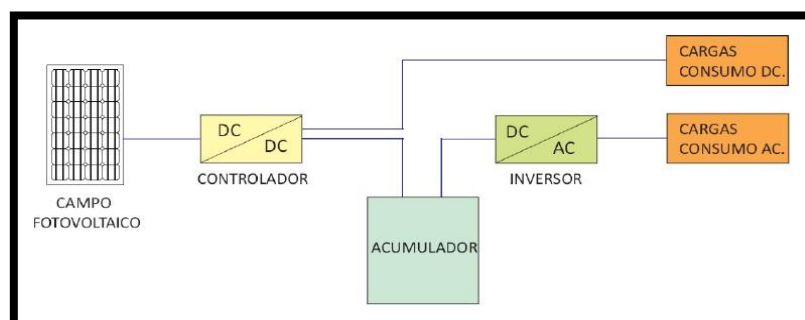 CARGAS
CONSUMO DC.
DC
DC
CONTROLADOR
DC
AC
INVERSOR
CARGAS
CONSUMO AC.
CAMPO
FOTOVOLTAICO
ACUMULADOR